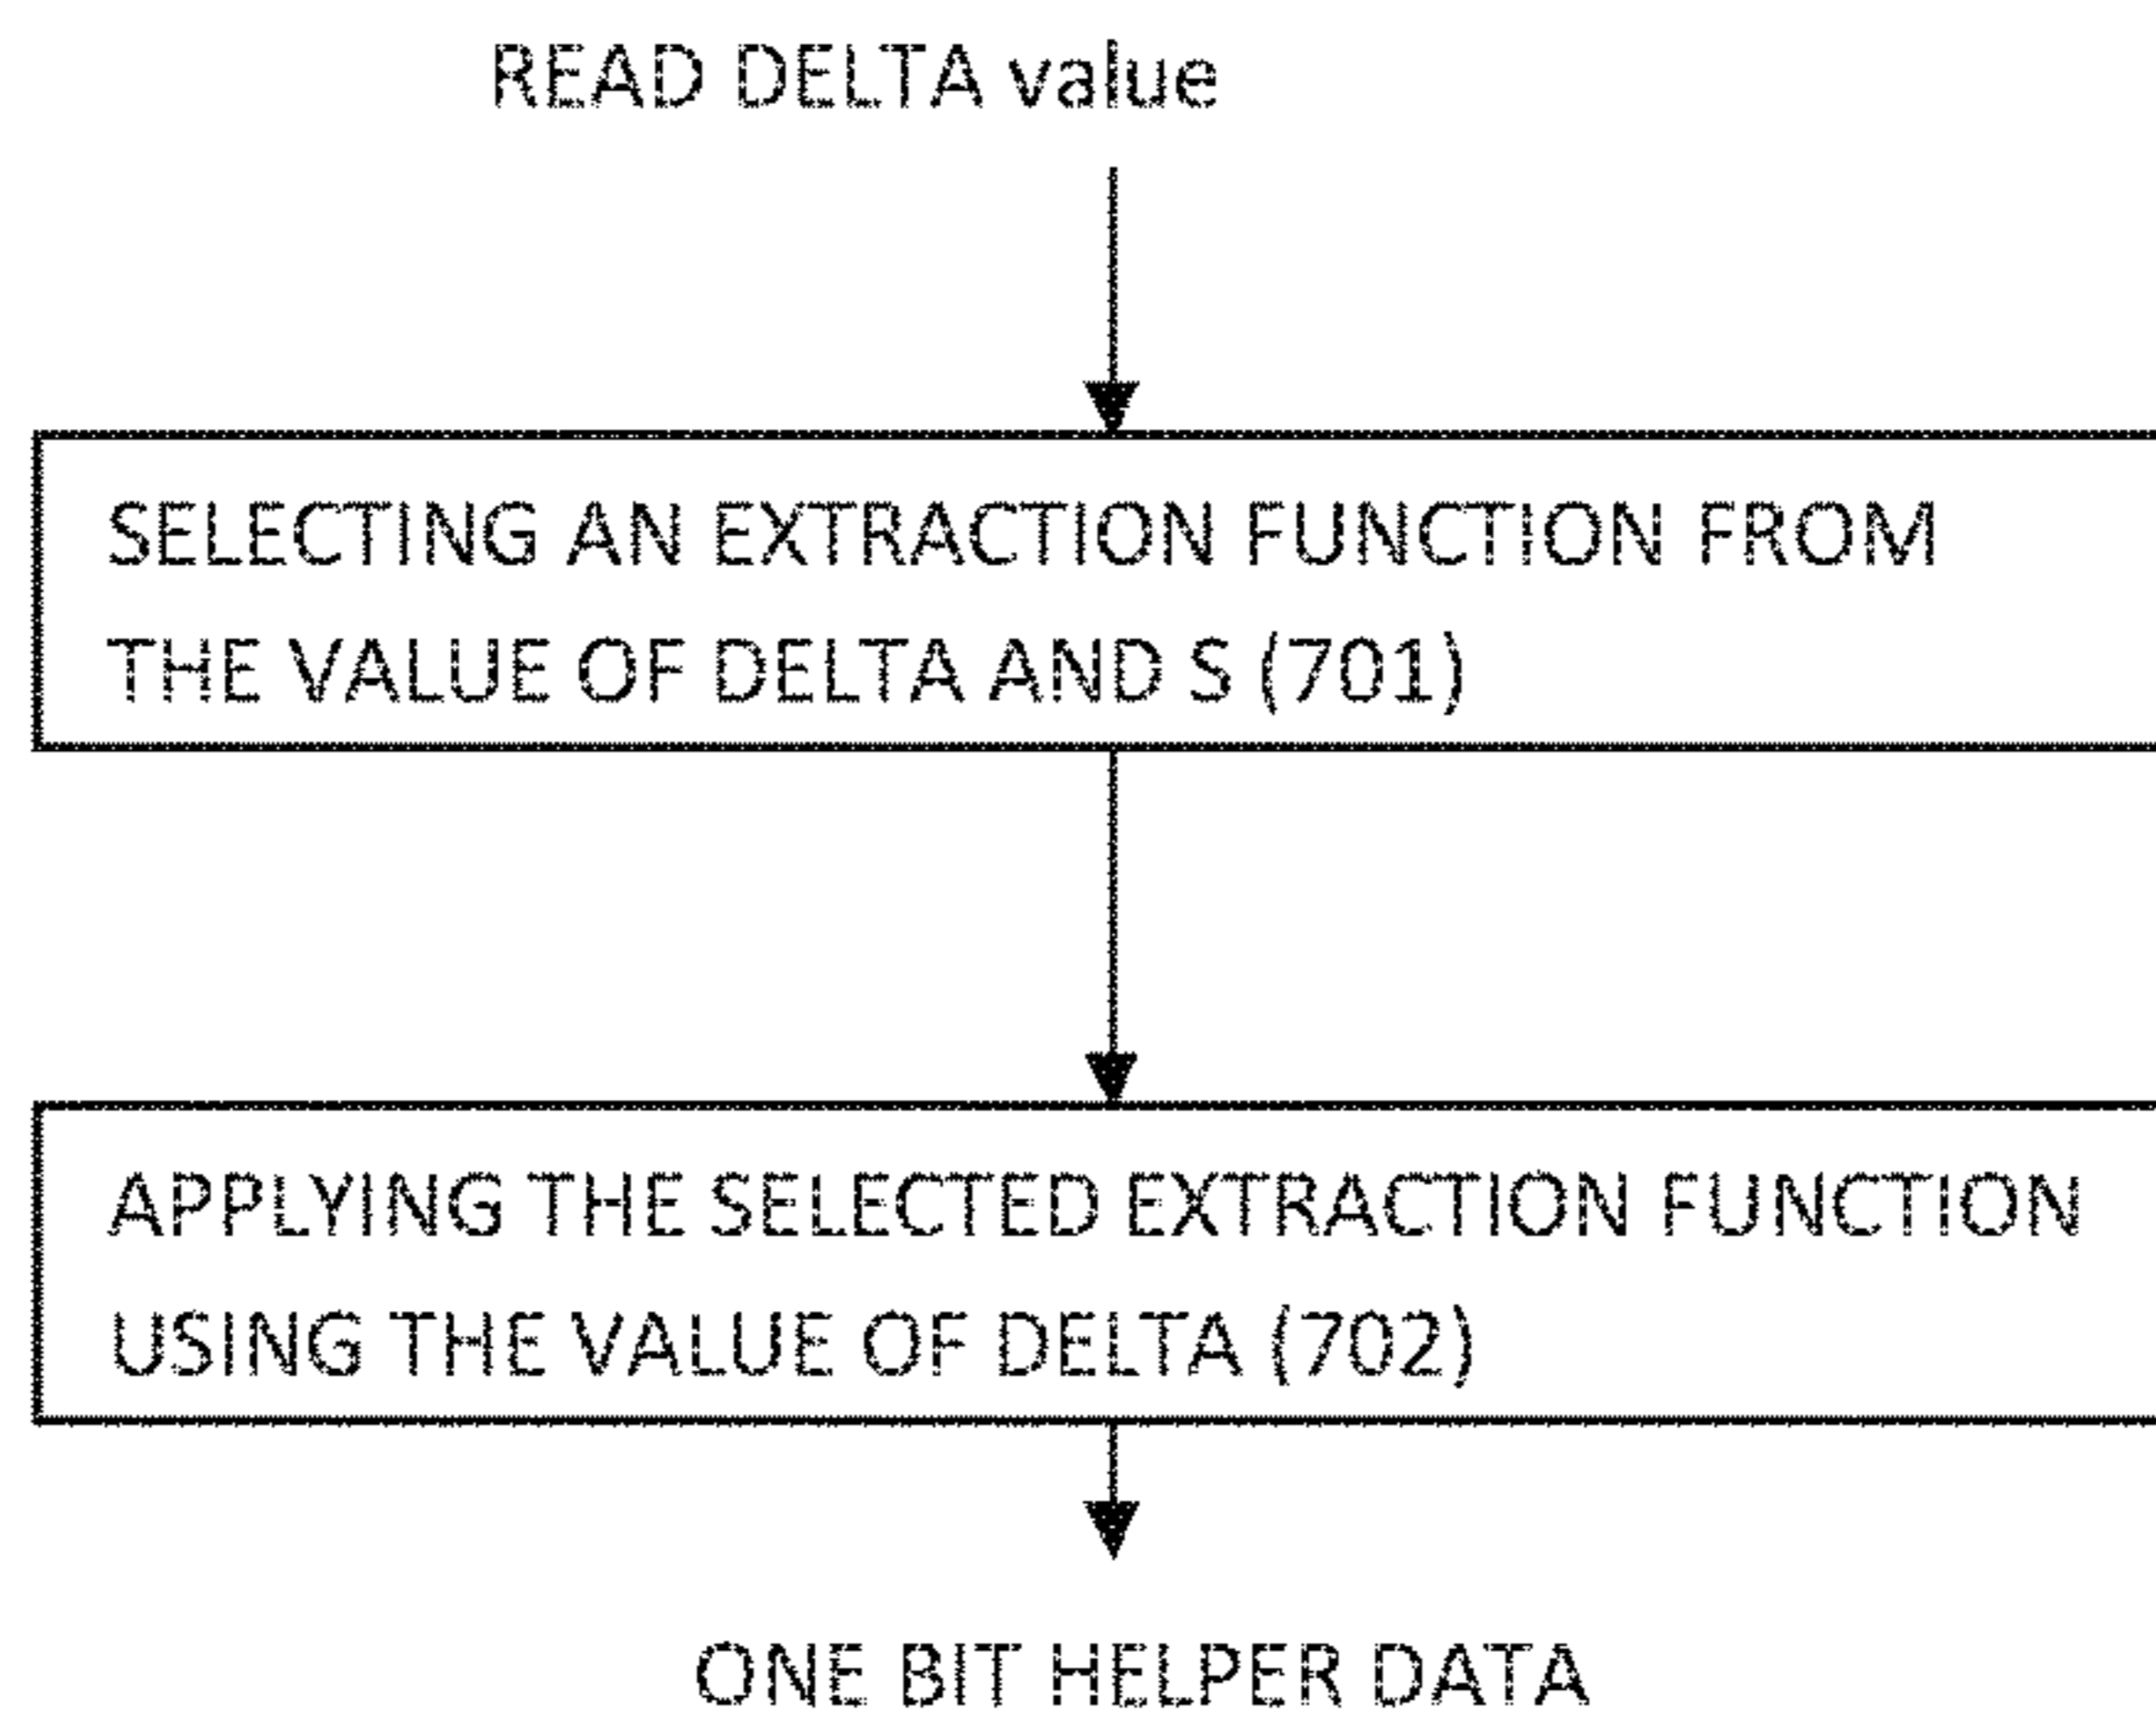 READ DELTA value
SELECTING AN EXTRACTION FUNCTION FROM
THE VALUE OF DELTA AND S (701)
APPLYING THE SELECTED EXTRACTION FUNCTION
USING THE VALUE OF DELTA (702)
ONE BIT HELPER DATA